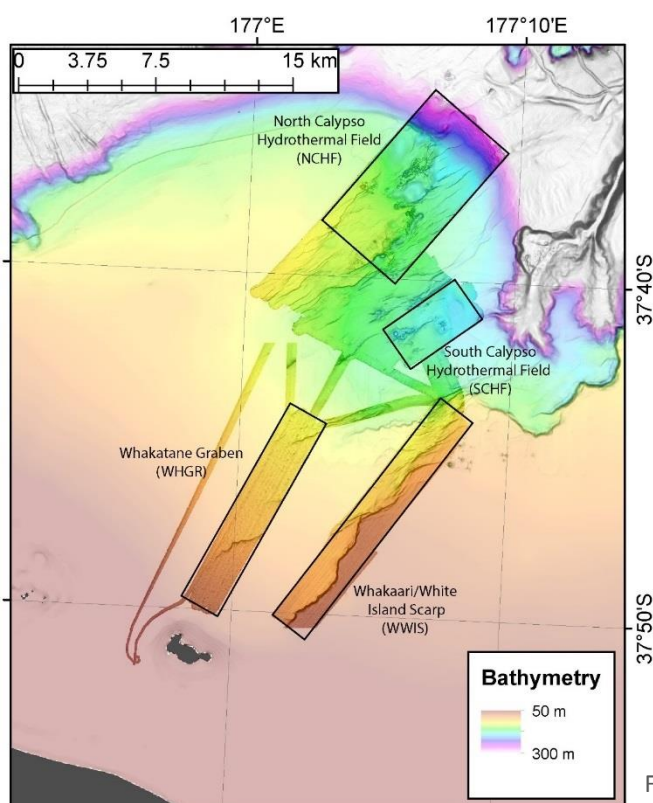 177°E
177°10'E
0 3.75 7.5 15 km
North Calypso
Hydrothermal Field
(NCHF)
37°40'S
South Calypso
Hydrothermal Field
(SCHF)
Whakatane Graben
(WHGR)
Whakaari/White
Island Scarp
(WWIS)
37°50'S
Bathymetry
50 m
300 m
F